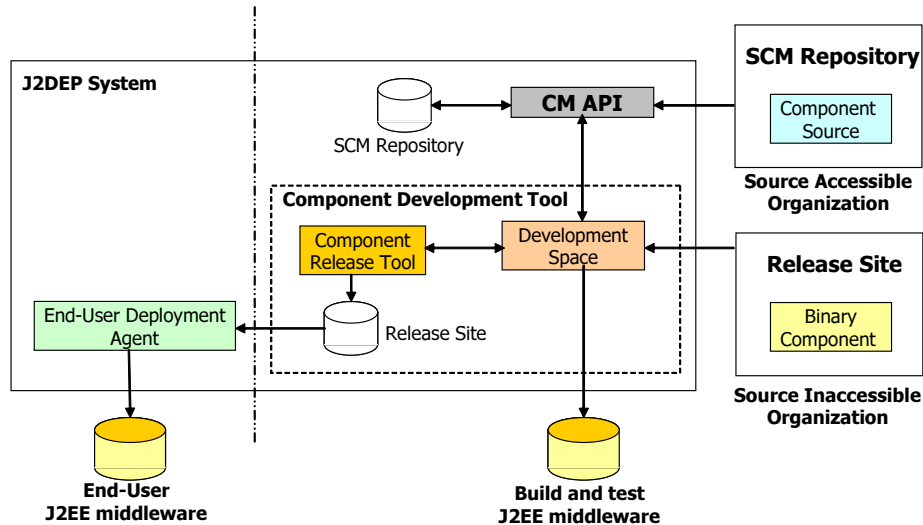 J2DEP System
SCM Repository
CM API
SCM Repository
Component
Source
Source Accessible
Organization
Component Development Tool
Component
Release Tool
Development
Space
Release Site
End-User Deployment
Agent
Release Site
Binary
Component
Source Inaccessible
Organization
End-User
J2EE middleware
Build and test
J2EE middleware